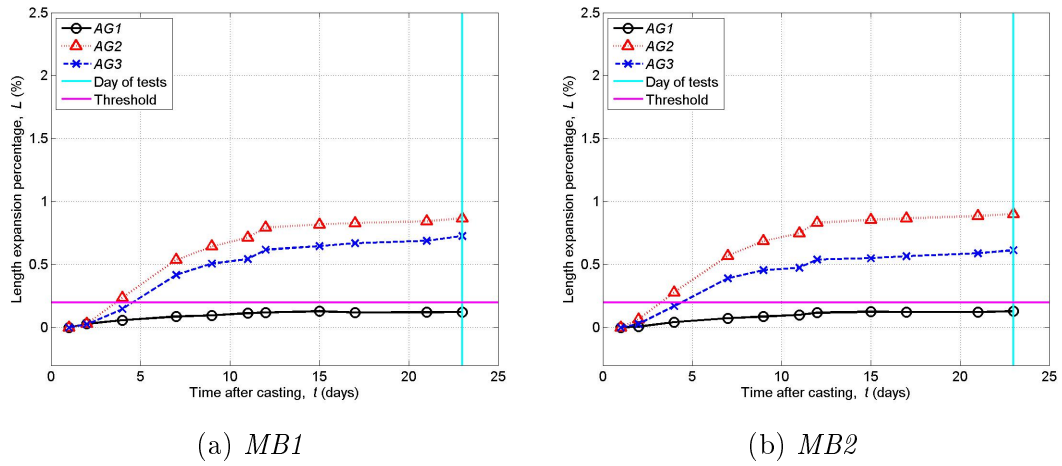 2.5
2
1.5
1
0.5
0
Length expansion percentage, L (%)
AG1
AG2
AG3
Day of tests
Threshold
0 5 10 15 20 25
Time after casting, t (days)
(a) MB1
2.5
2
1.5
1
0.5
0
Length expansion percentage, L (%)
AG1
AG2
AG3
Day of tests
Threshold
0 5 10 15 20 25
Time after casting, t (days)
(b) MB2